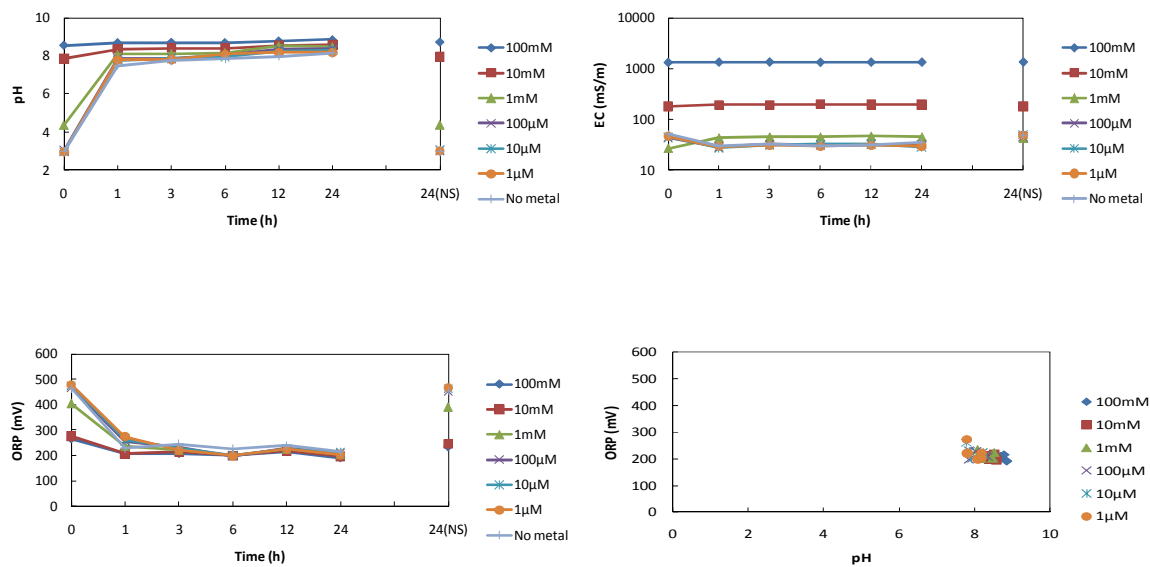 pH
12
10
8
6
4
2
0
1
3
6
12
24
24(NS)
Time (h)
100mM
10mM
1mM
100μM
10μM
1μM
No metal
EC (mS/m)
10000
1000
100
10
0
1
3
6
12
24
24(NS)
Time (h)
100mM
10mM
1mM
100μM
10μM
1μM
No metal
ORP (mV)
600
500
400
300
200
100
0
0
1
3
6
12
24
24(NS)
Time (h)
100mM
10mM
1mM
100μM
10μM
1μM
No metal
ORP (mV)
600
500
400
300
200
100
0
0
2
4
6
8
10
pH
100mM
10mM
1mM
100μM
10μM
1μM